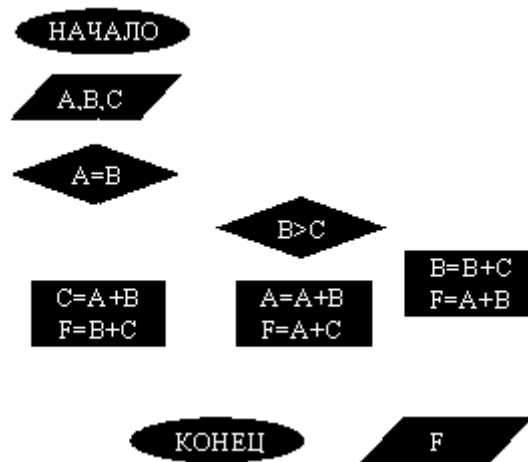 НАЧАЛО
A,B,C
A=B
B>C
B=B+C
F=A+B
C=A+B
F=B+C
A=A+B
F=A+C
КОНЕЦ
F